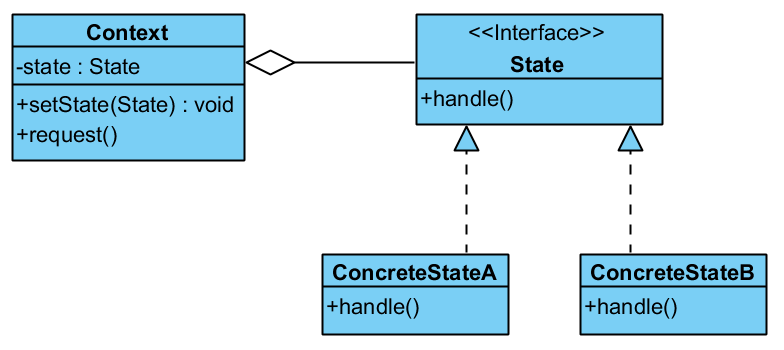 Context
-state : State
+setState(State) : void
+request()
<<Interface>>
State
+handle()
ConcreteStateA
+handle()
ConcreteStateB
+handle()